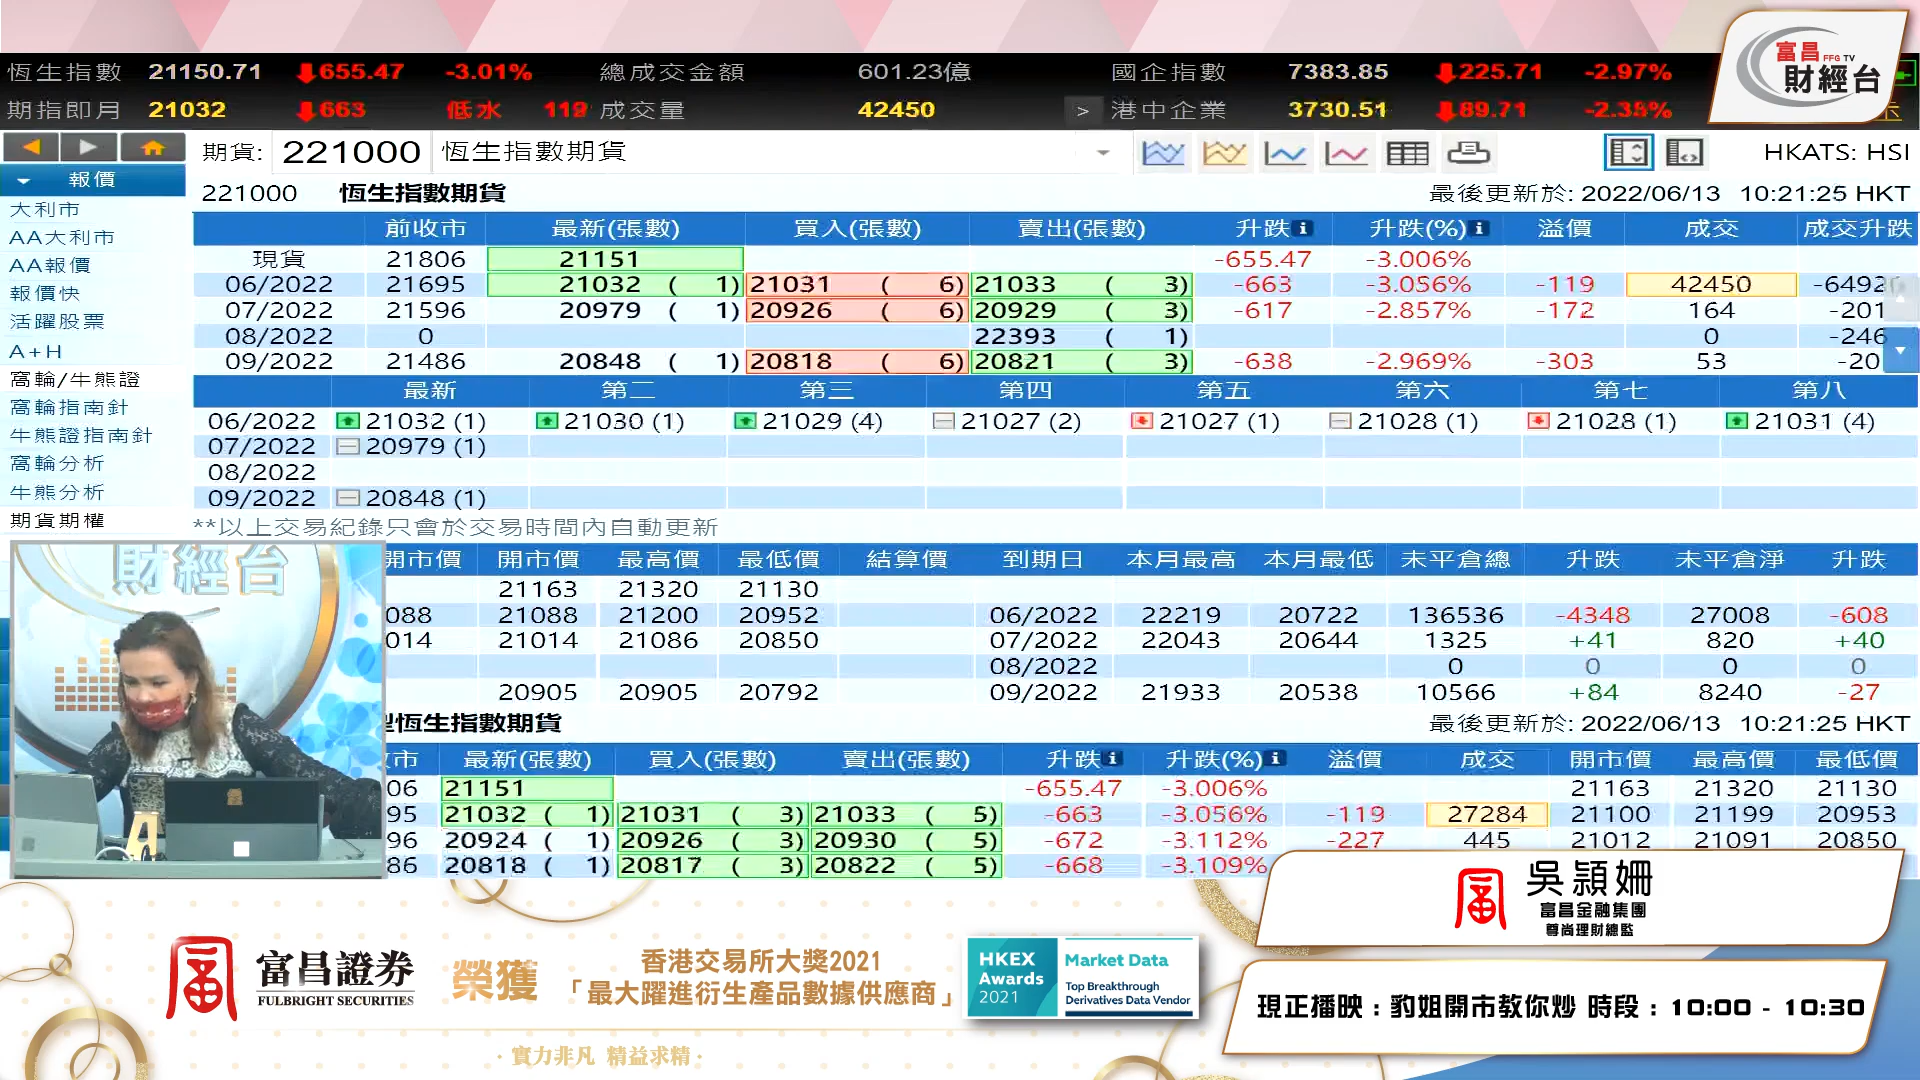 恆生指數 21150.71 655.47 -3.01% 總成交金額 601.23億 國企指數 7383.85 225.71 -2.97%
期指即月 21032 663 低水 119 成交量 42450 > 港中企業 3730.51 89.71 -2.35%
富昌 FFG TV
財經台
期貨: 221000 恆生指數期貨 HKATS: HSI
221000 恆生指數期貨 最後更新於: 2022/06/13 10:21:25 HKT
報價
大利市
AA大利市
AA報價
報價快
活躍股票
A+H
窩輪/牛熊證
窩輪指南針
牛熊證指南針
窩輪分析
牛熊分析
期貨期權
前收市 最新(張數) 買入(張數) 賣出(張數) 升跌 升跌(%) 溢價 成交 成交升跌
現貨 21806 21151 -655.47 -3.006%
06/2022 21695 21032 ( 1) 21031 ( 6) 21033 ( 3) -663 -3.056% -119 42450
07/2022 21596 20979 ( 1) 20926 ( 6) 20929 ( 3) -617 -2.857% -172 164 -201
08/2022 0 22393 ( 1) 0 -246
09/2022 21486 20848 ( 1) 20818 ( 6) 20821 ( 3) -638 -2.969% -303 53 -20
最新 第二 第三 第四 第五 第六 第七 第八
06/2022 21032 (1) 21030 (1) 21029 (4) 21027 (2) 21027 (1) 21028 (1) 21028 (1) 21031 (4)
07/2022 20979 (1)
08/2022
09/2022 20848 (1)
**以上交易紀錄只會於交易時間內自動更新
開市價 開市價 最高價 最低價 結算價 到期日 本月最高 本月最低 未平倉總 升跌 未平倉淨 升跌
21163 21320 21130
088 21088 21200 20952 06/2022 22219 20722 136536 -4348 27008 -608
014 21014 21086 20850 07/2022 22043 20644 1325 +41 820 +40
08/2022 0 0 0 0
20905 20905 20792 09/2022 21933 20538 10566 +84 8240 -27
型恆生指數期貨 最後更新於: 2022/06/13 10:21:25 HKT
收市 最新(張數) 買入(張數) 賣出(張數) 升跌 升跌(%) 溢價 成交 開市價 最高價 最低價
06 21151 -655.47 -3.006% 21163 21320 21130
95 21032 ( 1) 21031 ( 3) 21033 ( 5) -663 -3.056% -119 27284 21100 21199 20953
96 20924 ( 1) 20926 ( 3) 20930 ( 5) -672 -3.112% -227 445 21012 21091 20850
86 20818 ( 1) 20817 ( 3) 20822 ( 5) -668 -3.109%
財經台
吳穎姍
富昌金融集團
尊尚理財總監
富昌證券
FULBRIGHT SECURITIES
榮獲
香港交易所大獎2021
「最大躍進衍生產品數據供應商」
HKEX
Awards
2021
Market Data
Top Breakthrough
Derivatives Data Vendor
現正播映：豹姐開市教你炒 時段：10:00 - 10:30
·實力非凡 精益求精·